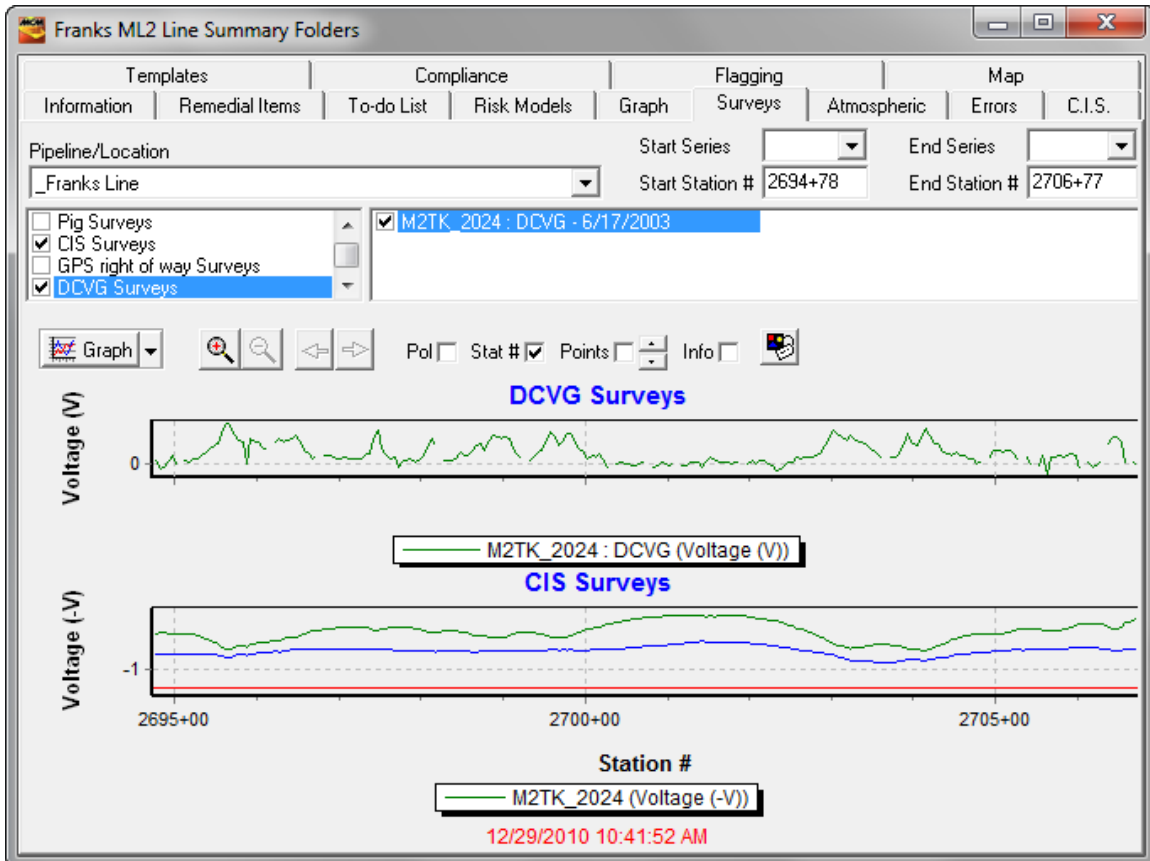 Franks ML2 Line Summary Folders
Templates Compliance Flagging Map
Information Remedial Items To-do List Risk Models Graph Surveys Atmospheric Errors C.I.S.
Pipeline/Location
Start Series End Series
_Franks Line
Start Station # 2694+78 End Station # 2706+77
Pig Surveys
CIS Surveys
GPS right of way Surveys
DCVG Surveys
M2TK_2024 : DCVG - 6/17/2003
Graph Pol Stat # Points Info
DCVG Surveys
Voltage (V)
0
M2TK_2024 : DCVG (Voltage (V))
CIS Surveys
Voltage (-V)
-1
2695+00 2700+00 2705+00
Station #
M2TK_2024 (Voltage (-V))
12/29/2010 10:41:52 AM